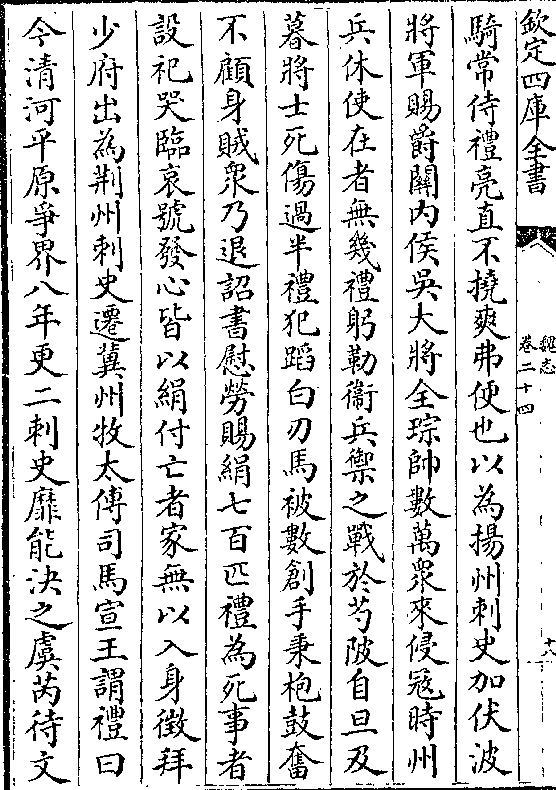 欽定四庫全書
魏志
卷二十四
十八
騎常侍禮亮直不撓爽弗便也以為揚州刺史加伏波
將軍賜爵關內侯吳大將全琮帥數萬衆來侵寇時州
兵休使在者無幾禮躬勒衞兵禦之戰於芍陂自旦及
暮將士死傷過半禮犯蹈白刃馬被數創手秉枹鼓奮
不顧身賊衆乃退詔書慰勞賜絹七百匹禮為死事者
設祀哭臨哀號發心皆以絹付亡者家無以入身徵拜
少府出為荆州刺史遷冀州牧太傅司馬宣王謂禮曰
今清河平原爭界八年更二刺史靡能決之虞芮待文